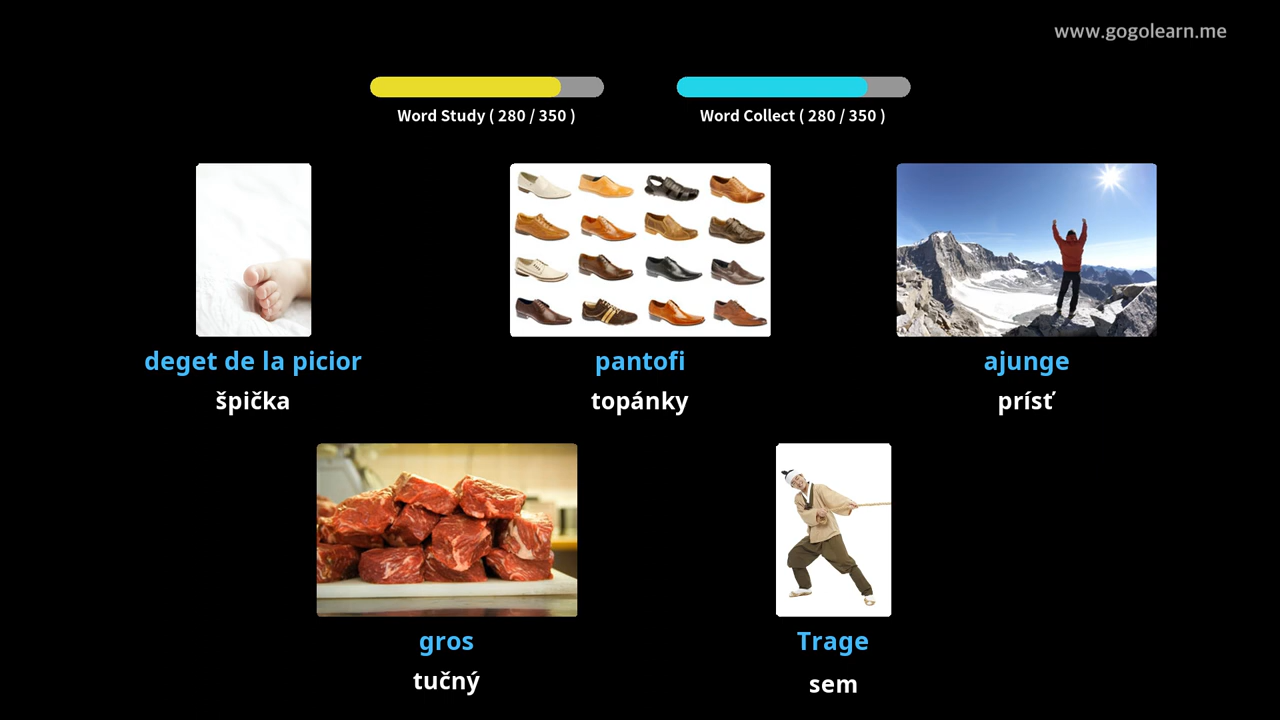 www.gogolearn.me
Word Study ( 280 / 350 )
Word Collect ( 280 / 350 )
deget de la picior
špička
pantofi
topánky
ajunge
prísť
gros
tučný
Trage
sem